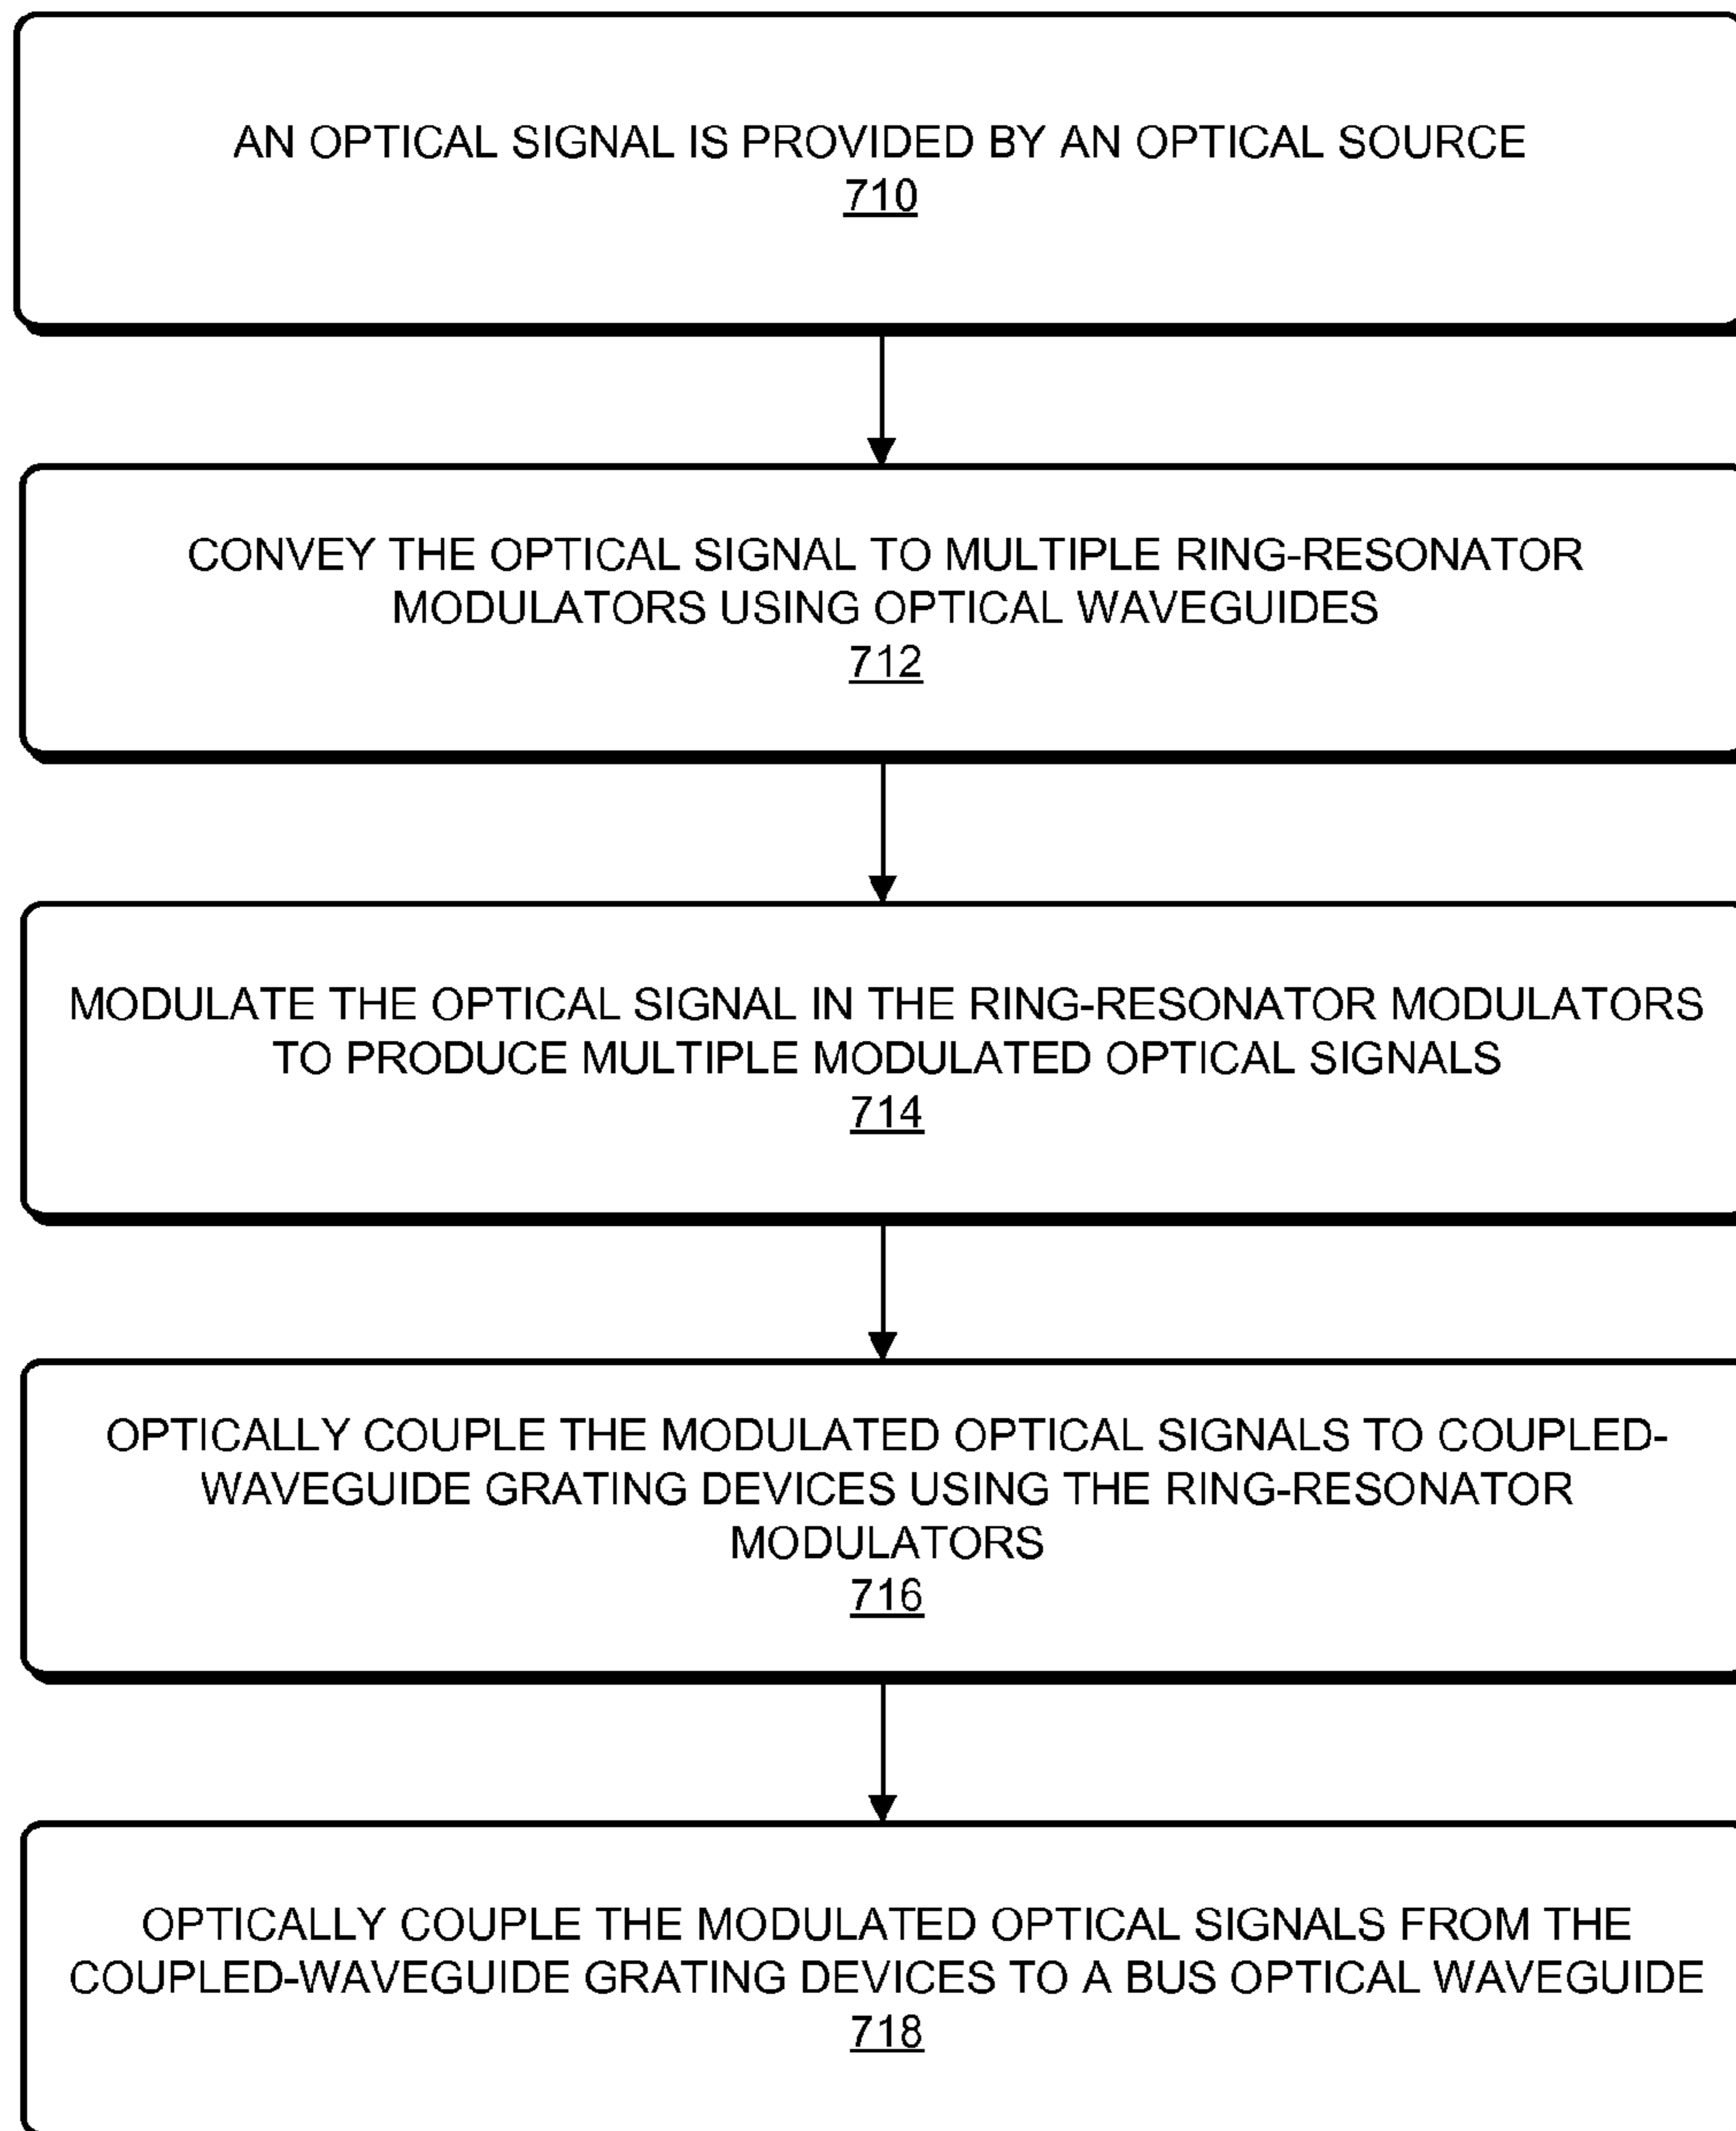 AN OPTICAL SIGNAL IS PROVIDED BY AN OPTICAL SOURCE
710
CONVEY THE OPTICAL SIGNAL TO MULTIPLE RING-RESONATOR
MODULATORS USING OPTICAL WAVEGUIDES
712
MODULATE THE OPTICAL SIGNAL IN THE RING-RESONATOR MODULATORS
TO PRODUCE MULTIPLE MODULATED OPTICAL SIGNALS
714
OPTICALLY COUPLE THE MODULATED OPTICAL SIGNALS TO COUPLED-
WAVEGUIDE GRATING DEVICES USING THE RING-RESONATOR
MODULATORS
716
OPTICALLY COUPLE THE MODULATED OPTICAL SIGNALS FROM THE
COUPLED-WAVEGUIDE GRATING DEVICES TO A BUS OPTICAL WAVEGUIDE
718